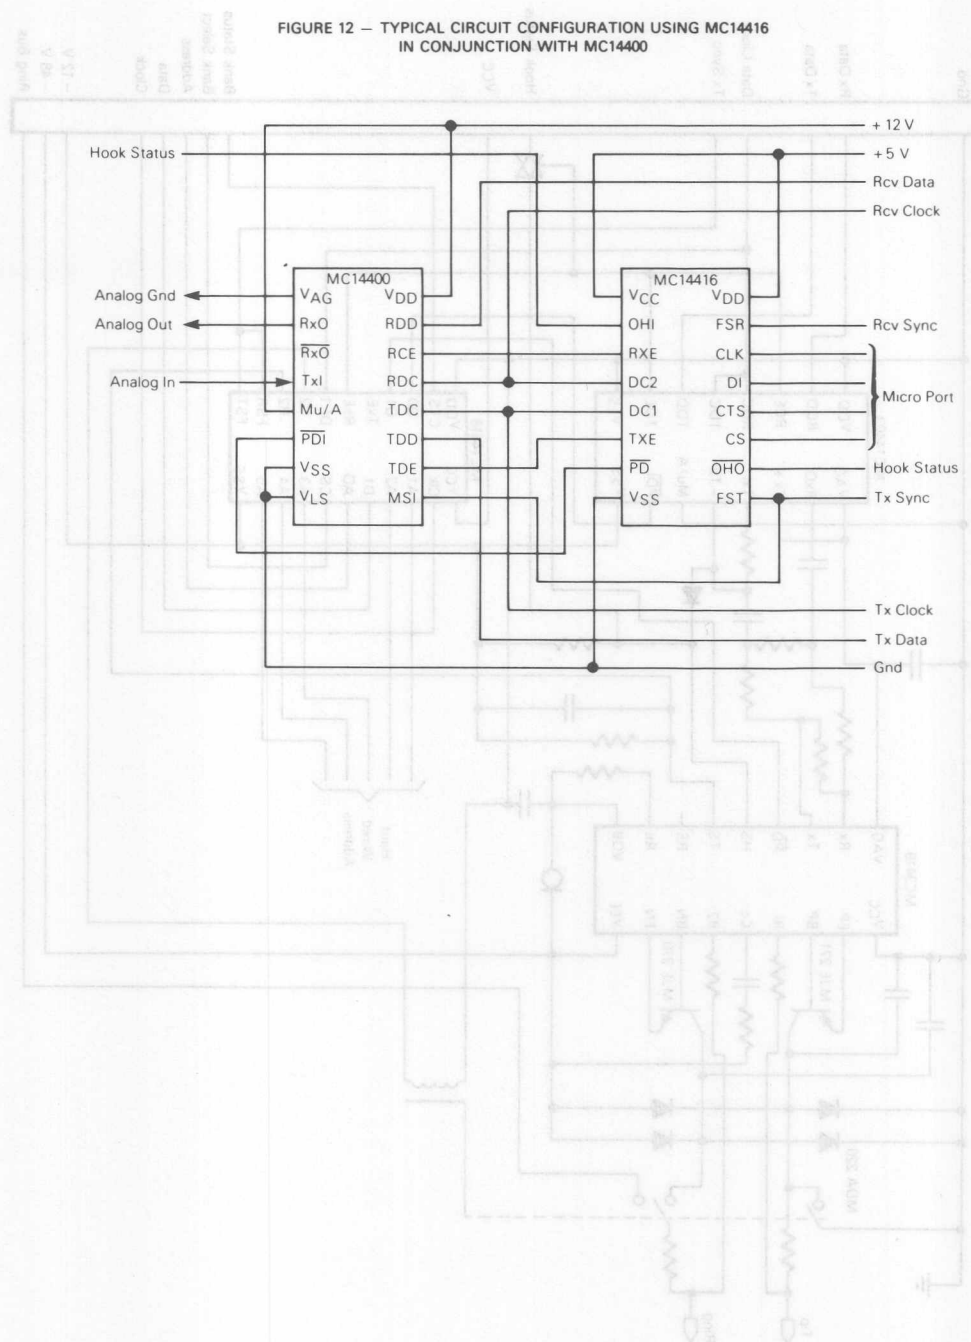 FIGURE 12 — TYPICAL CIRCUIT CONFIGURATION USING MC14416
IN CONJUNCTION WITH MC14400
+ 12 V
Hook Status
+5 V
Rcv Data
Rcv Clock
MC14400
MC14416
Analog Gnd
VAG
VDD
VCC
VDD
Analog Out
RxO
RDD
OHI
FSR
Rcv Sync
RxO
RCE
RXE
CLK
Analog In
TxI
RDC
DC2
DI
Micro Port
Mu/A
TDC
DC1
CTS
PDI
TDD
TXE
CS
VSS
TDE
PD
OHO
Hook Status
VLS
MSI
VSS
FST
Tx Sync
Tx Clock
Tx Data
Gnd